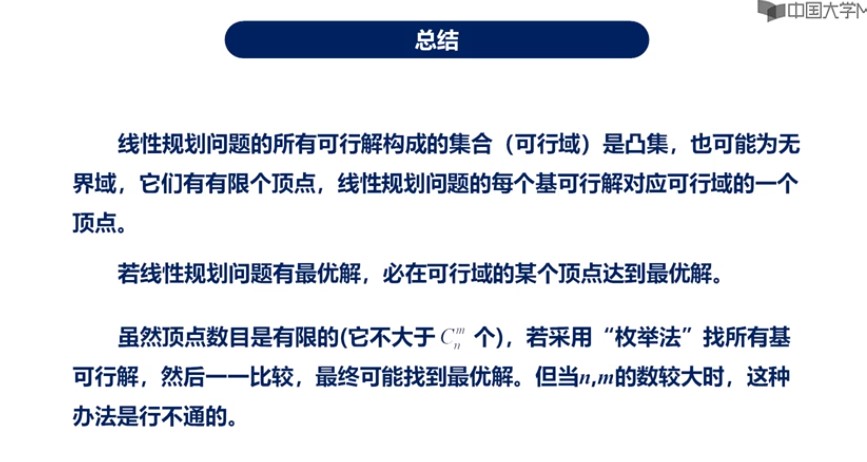 中国大学M
总结
线性规划问题的所有可行解构成的集合（可行域）是凸集，也可能为无
界域，它们有有限个顶点，线性规划问题的每个基可行解对应可行域的一个
顶点。
若线性规划问题有最优解，必在可行域的某个顶点达到最优解。
虽然顶点数目是有限的(它不大于 $C_n^m$ 个)，若采用“枚举法”找所有基
可行解，然后一一比较，最终可能找到最优解。但当n,m的数较大时，这种
办法是行不通的。